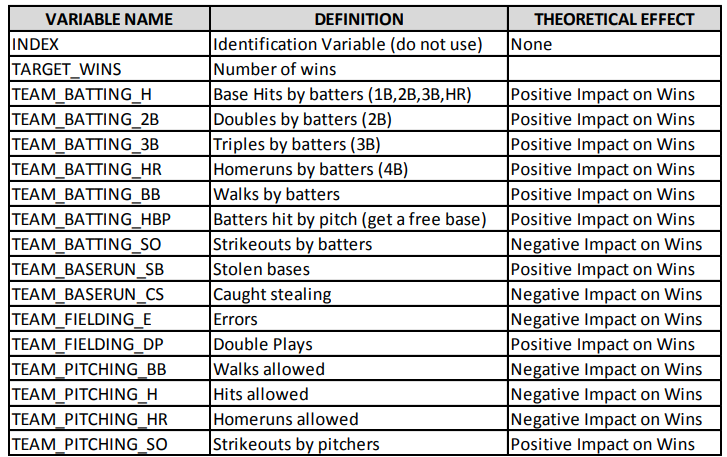 VARIABLE NAME DEFINITION THEORETICAL EFFECT
INDEX Identification Variable (do not use) None
TARGET_WINS Number of wins
TEAM_BATTING_H Base Hits by batters (1B,2B,3B,HR) Positive Impact on Wins
TEAM_BATTING_2B Doubles by batters (2B) Positive Impact on Wins
TEAM_BATTING_3B Triples by batters (3B) Positive Impact on Wins
TEAM_BATTING_HR Homeruns by batters (4B) Positive Impact on Wins
TEAM_BATTING_BB Walks by batters Positive Impact on Wins
TEAM_BATTING_HBP Batters hit by pitch (get a free base) Positive Impact on Wins
TEAM_BATTING_SO Strikeouts by batters Negative Impact on Wins
TEAM_BASERUN_SB Stolen bases Positive Impact on Wins
TEAM_BASERUN_CS Caught stealing Negative Impact on Wins
TEAM_FIELDING_E Errors Negative Impact on Wins
TEAM_FIELDING_DP Double Plays Positive Impact on Wins
TEAM_PITCHING_BB Walks allowed Negative Impact on Wins
TEAM_PITCHING_H Hits allowed Negative Impact on Wins
TEAM_PITCHING_HR Homeruns allowed Negative Impact on Wins
TEAM_PITCHING_SO Strikeouts by pitchers Positive Impact on Wins